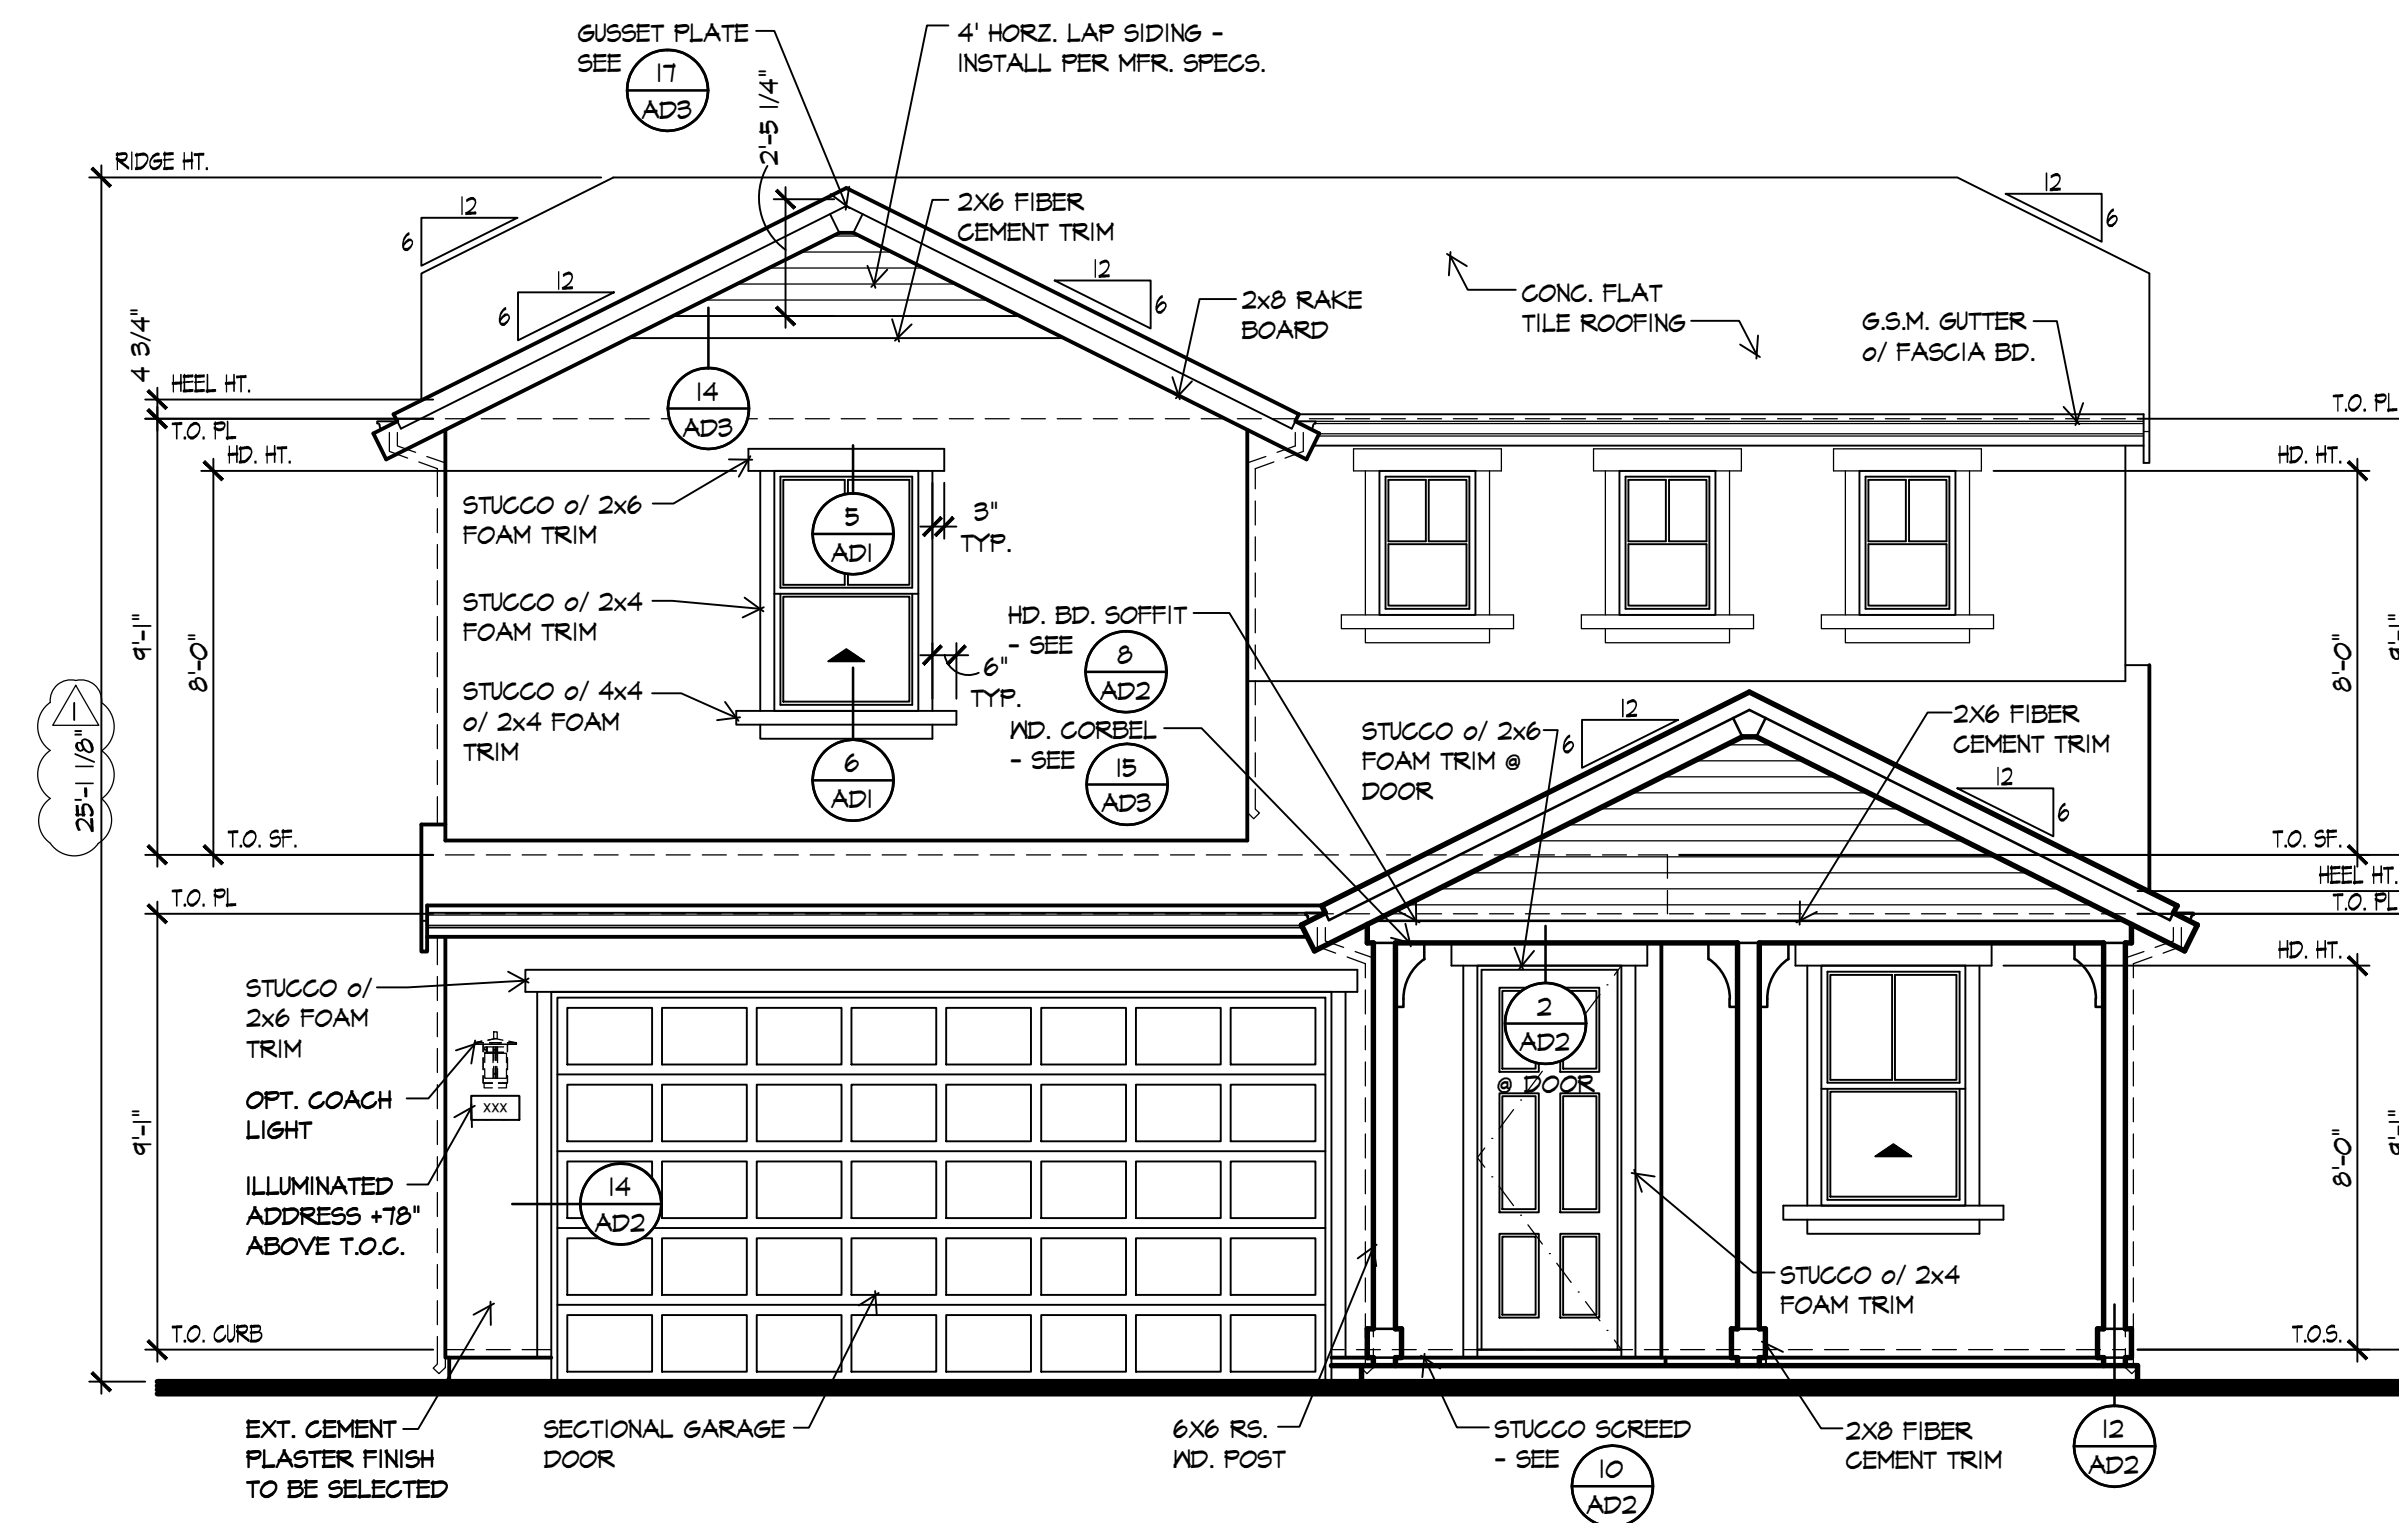 GUSSET PLATE
SEE
17
AD3
4' HORZ. LAP SIDING -
INSTALL PER MFR. SPECS.
2'-5 1/4"
RIDGE HT.
12
6
12
6
2X6 FIBER
CEMENT TRIM
12
6
12
6
2x8 RAKE
BOARD
CONC. FLAT
TILE ROOFING
G.S.M. GUTTER
o/ FASCIA BD.
4 3/4"
HEEL HT.
T.O. PL
HD. HT.
14
AD3
T.O. PL
HD. HT.
STUCCO o/ 2x6
FOAM TRIM
5
AD1
3"
TYP.
STUCCO o/ 2x4
FOAM TRIM
HD. BD. SOFFIT
- SEE
8
AD2
6"
TYP.
9'-1"
8'-0"
8'-0"
9'-1"
STUCCO o/ 4x4
o/ 2x4 FOAM
TRIM
6
AD1
WD. CORBEL
- SEE
15
AD3
STUCCO o/ 2x6
FOAM TRIM @
DOOR
12
6
2X6 FIBER
CEMENT TRIM
12
6
1
25'-1 1/8"
T.O. SF.
T.O. PL
T.O. SF.
HEEL HT.
T.O. PL
HD. HT.
STUCCO o/
2x6 FOAM
TRIM
OPT. COACH
LIGHT
XXX
ILLUMINATED
ADDRESS +78"
ABOVE T.O.C.
9'-1"
14
AD2
2
AD2
@ DOOR
8'-0"
9'-1"
STUCCO o/ 2x4
FOAM TRIM
T.O. CURB
T.O.S.
EXT. CEMENT
PLASTER FINISH
TO BE SELECTED
SECTIONAL GARAGE
DOOR
6X6 RS.
WD. POST
STUCCO SCREED
- SEE
10
AD2
2X8 FIBER
CEMENT TRIM
12
AD2